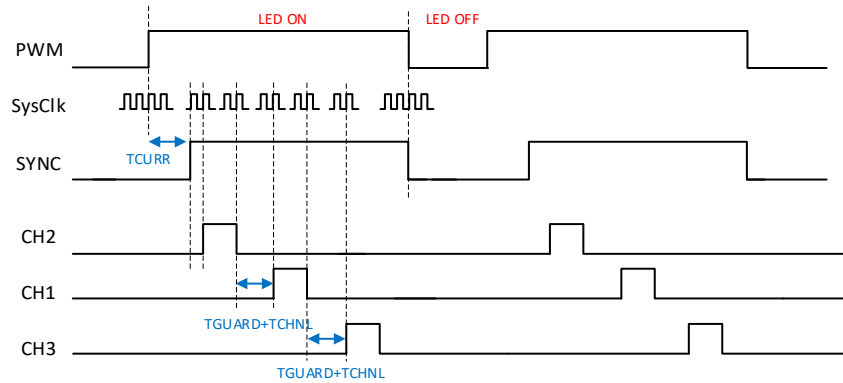 LED ON
LED OFF
PWM
SysClk
TCURR
SYNC
CH2
CH1
TGUARD+TCHNL
CH3
TGUARD+TCHNL